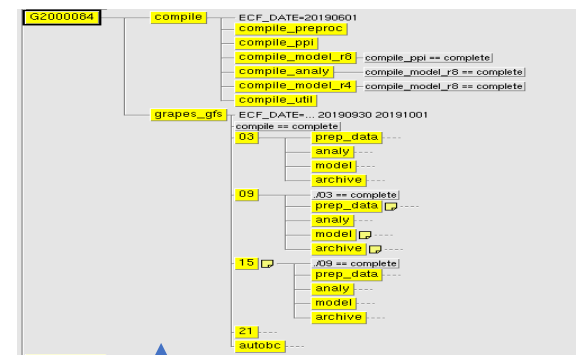 G2000084 compile ECF_DATE=20190601
compile_preproc
compile_ppi
compile_model_r8 compile_ppi == complete
compile_analy compile_model_r8 == complete
compile_model_r4 compile_model_r8 == complete
compile_util
grapes_gfs ECF_DATE=... 20190930 20191001
compile == complete
03 prep_data
analy
model
archive
09 ./03 == complete
prep_data
analy
model
archive
15 ./09 == complete
prep_data
analy
model
archive
21
autobc